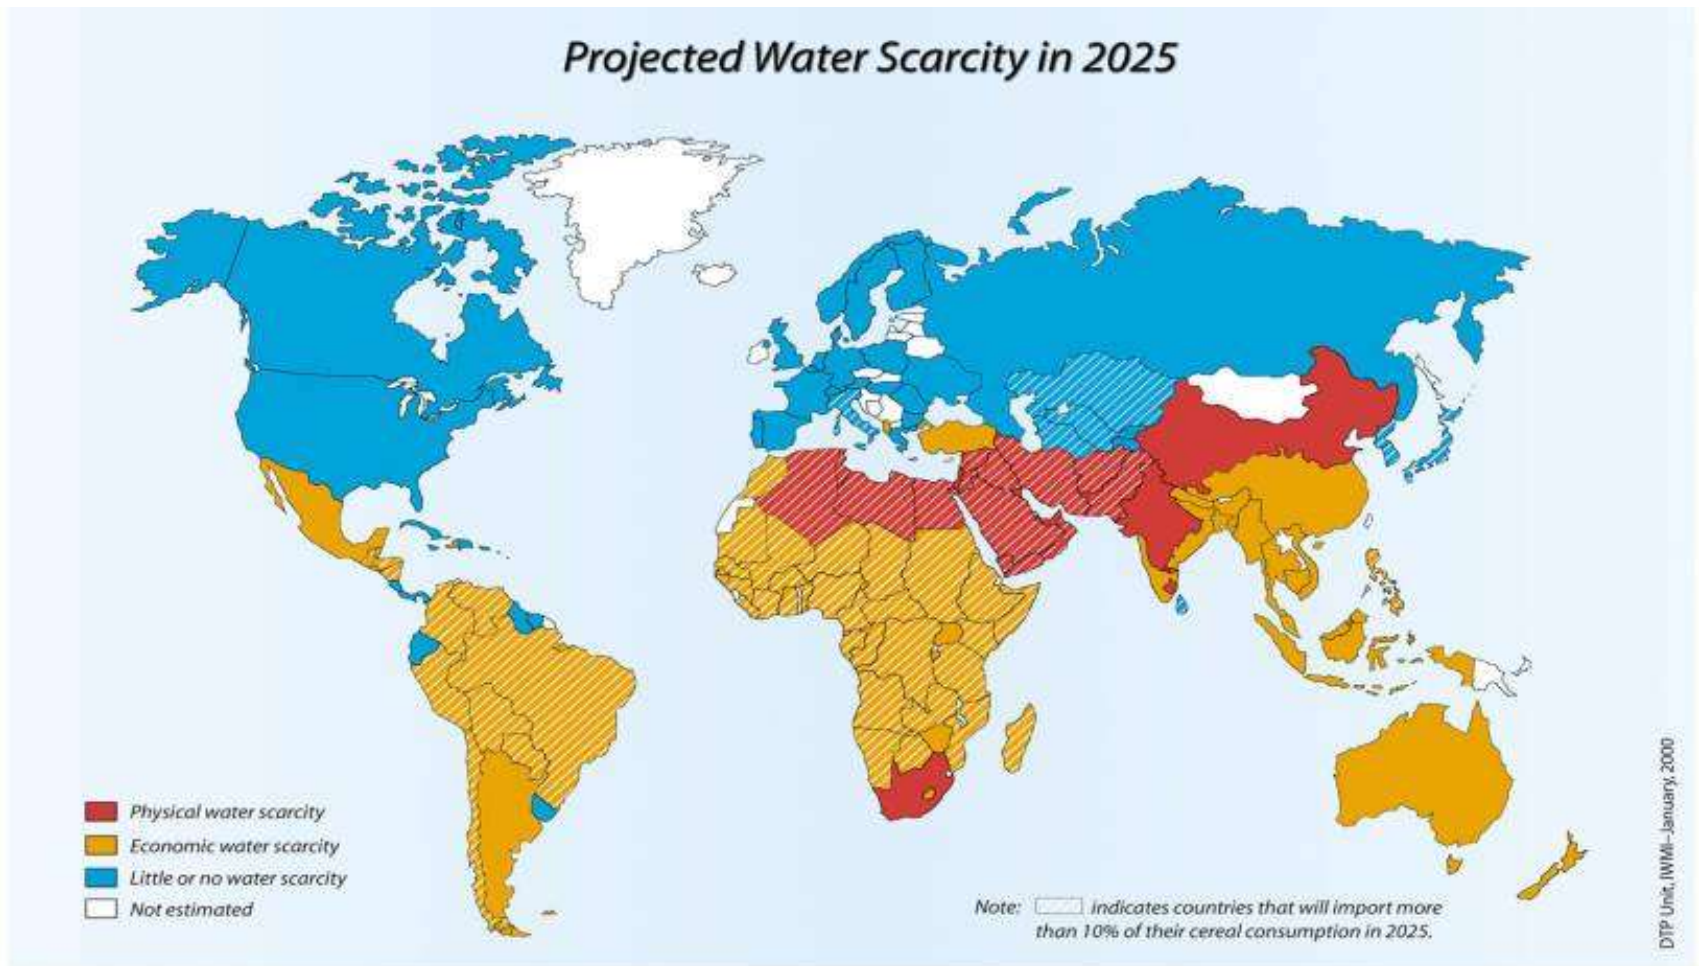 Projected Water Scarcity in 2025
Physical water scarcity
Economic water scarcity
Little or no water scarcity
Not estimated
Note: indicates countries that will import more
than 10% of their cereal consumption in 2025.
DTP Unit, IWMI–January, 2000